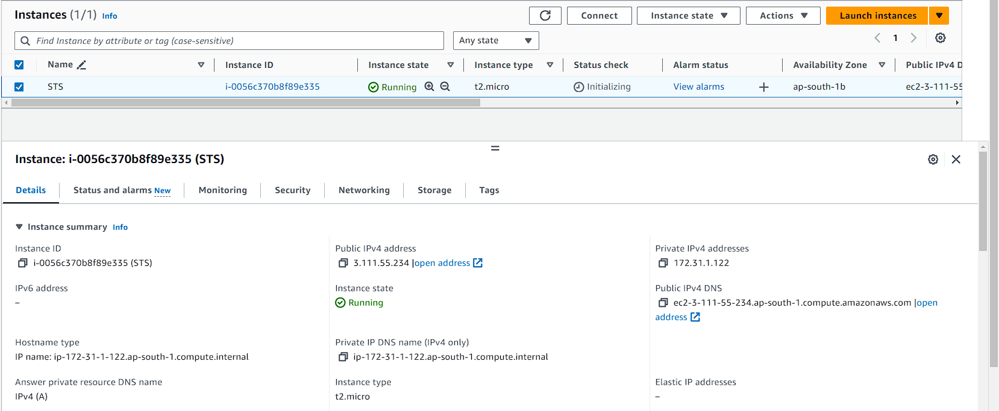 Instances (1/1) Info
Connect Instance state Actions Launch instances
Find Instance by attribute or tag (case-sensitive) Any state 1
Name Instance ID Instance state Instance type Status check Alarm status Availability Zone Public IPv4 D
STS i-0056c370b8f89e335 Running t2.micro Initializing View alarms + ap-south-1b ec2-3-111-55
Instance: i-0056c370b8f89e335 (STS)
Details Status and alarms New Monitoring Security Networking Storage Tags
Instance summary Info
Instance ID Public IPv4 address Private IPv4 addresses
i-0056c370b8f89e335 (STS) 3.111.55.234 |open address 172.31.1.122
IPv6 address Instance state Public IPv4 DNS
– Running ec2-3-111-55-234.ap-south-1.compute.amazonaws.com |open
address
Hostname type Private IP DNS name (IPv4 only)
IP name: ip-172-31-1-122.ap-south-1.compute.internal ip-172-31-1-122.ap-south-1.compute.internal
Answer private resource DNS name Instance type Elastic IP addresses
IPv4 (A) t2.micro –